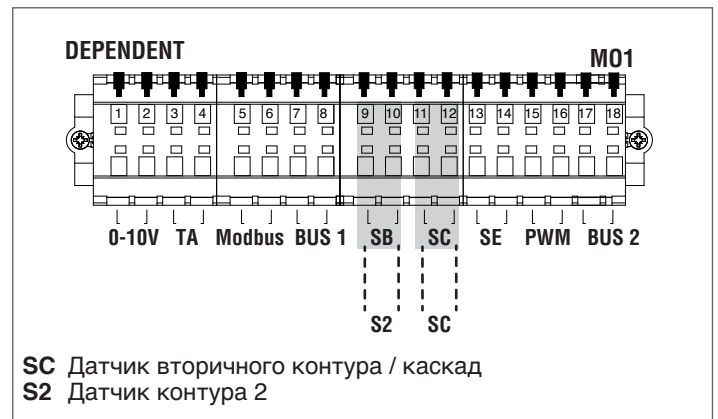 DEPENDENT M01
1 2 3 4 5 6 7 8 9 10 11 12 13 14 15 16 17 18
0-10V TA Modbus BUS 1 SB SC SE PWM BUS 2
S2 SC
SC Датчик вторичного контура / каскад
S2 Датчик контура 2